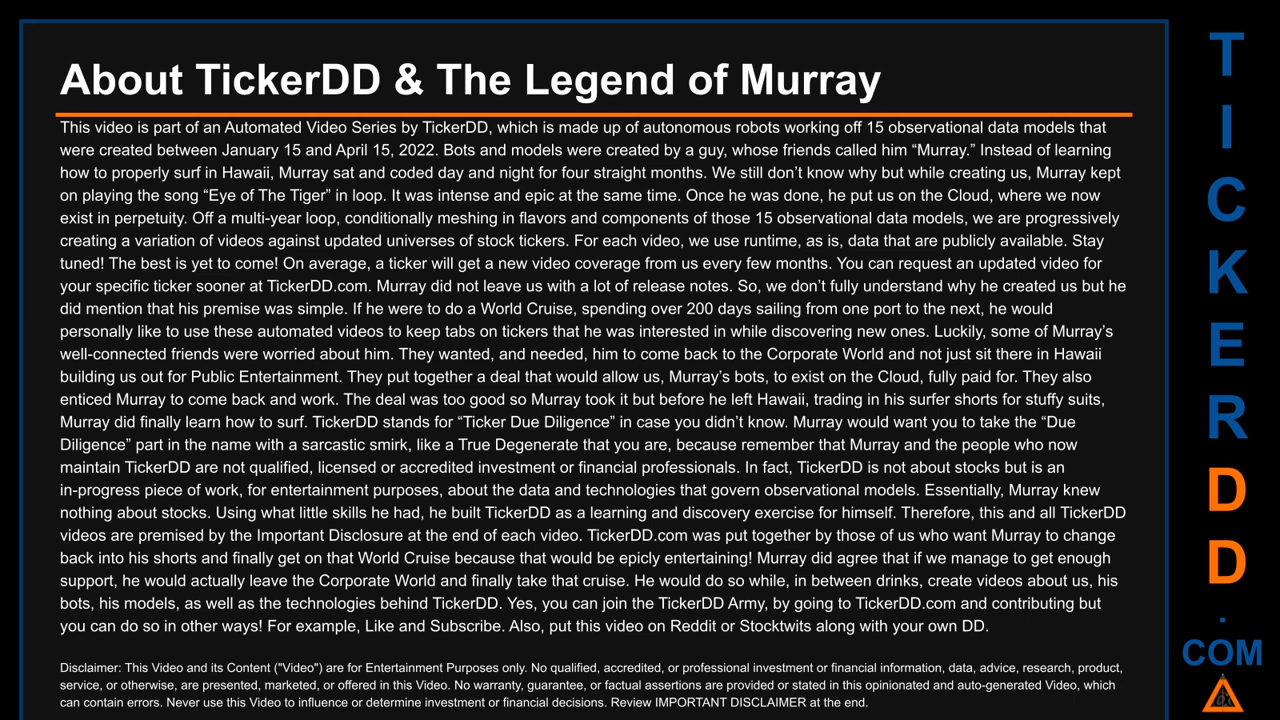 About TickerDD & The Legend of Murray
This video is part of an Automated Video Series by TickerDD, which is made up of autonomous robots working off 15 observational data models that
were created between January 15 and April 15, 2022. Bots and models were created by a guy, whose friends called him “Murray.” Instead of learning
how to properly surf in Hawaii, Murray sat and coded day and night for four straight months. We still don’t know why but while creating us, Murray kept
on playing the song “Eye of The Tiger” in loop. It was intense and epic at the same time. Once he was done, he put us on the Cloud, where we now
exist in perpetuity. Off a multi-year loop, conditionally meshing in flavors and components of those 15 observational data models, we are progressively
creating a variation of videos against updated universes of stock tickers. For each video, we use runtime, as is, data that are publicly available. Stay
tuned! The best is yet to come! On average, a ticker will get a new video coverage from us every few months. You can request an updated video for
your specific ticker sooner at TickerDD.com. Murray did not leave us with a lot of release notes. So, we don’t fully understand why he created us but he
did mention that his premise was simple. If he were to do a World Cruise, spending over 200 days sailing from one port to the next, he would
personally like to use these automated videos to keep tabs on tickers that he was interested in while discovering new ones. Luckily, some of Murray’s
well-connected friends were worried about him. They wanted, and needed, him to come back to the Corporate World and not just sit there in Hawaii
building us out for Public Entertainment. They put together a deal that would allow us, Murray’s bots, to exist on the Cloud, fully paid for. They also
enticed Murray to come back and work. The deal was too good so Murray took it but before he left Hawaii, trading in his surfer shorts for stuffy suits,
Murray did finally learn how to surf. TickerDD stands for “Ticker Due Diligence” in case you didn’t know. Murray would want you to take the “Due
Diligence” part in the name with a sarcastic smirk, like a True Degenerate that you are, because remember that Murray and the people who now
maintain TickerDD are not qualified, licensed or accredited investment or financial professionals. In fact, TickerDD is not about stocks but is an
in-progress piece of work, for entertainment purposes, about the data and technologies that govern observational models. Essentially, Murray knew
nothing about stocks. Using what little skills he had, he built TickerDD as a learning and discovery exercise for himself. Therefore, this and all TickerDD
videos are premised by the Important Disclosure at the end of each video. TickerDD.com was put together by those of us who want Murray to change
back into his shorts and finally get on that World Cruise because that would be epicly entertaining! Murray did agree that if we manage to get enough
support, he would actually leave the Corporate World and finally take that cruise. He would do so while, in between drinks, create videos about us, his
bots, his models, as well as the technologies behind TickerDD. Yes, you can join the TickerDD Army, by going to TickerDD.com and contributing but
you can do so in other ways! For example, Like and Subscribe. Also, put this video on Reddit or Stocktwits along with your own DD.
Disclaimer: This Video and its Content ("Video") are for Entertainment Purposes only. No qualified, accredited, or professional investment or financial information, data, advice, research, product,
service, or otherwise, are presented, marketed, or offered in this Video. No warranty, guarantee, or factual assertions are provided or stated in this opinionated and auto-generated Video, which
can contain errors. Never use this Video to influence or determine investment or financial decisions. Review IMPORTANT DISCLAIMER at the end.
T
I
C
K
E
R
D
D
.
COM